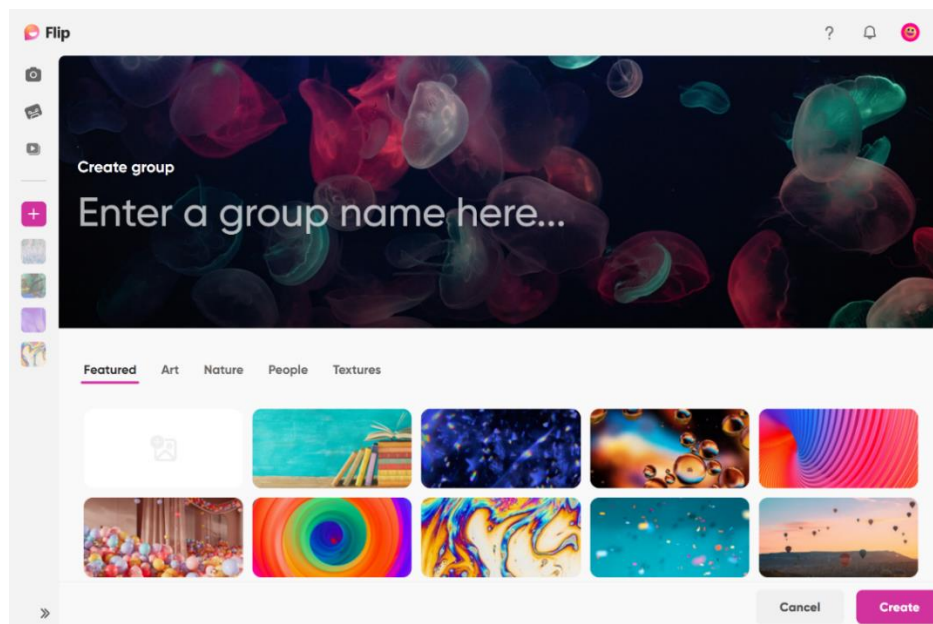 Flip
?
Create group
Enter a group name here...
Featured Art Nature People Textures
Cancel Create